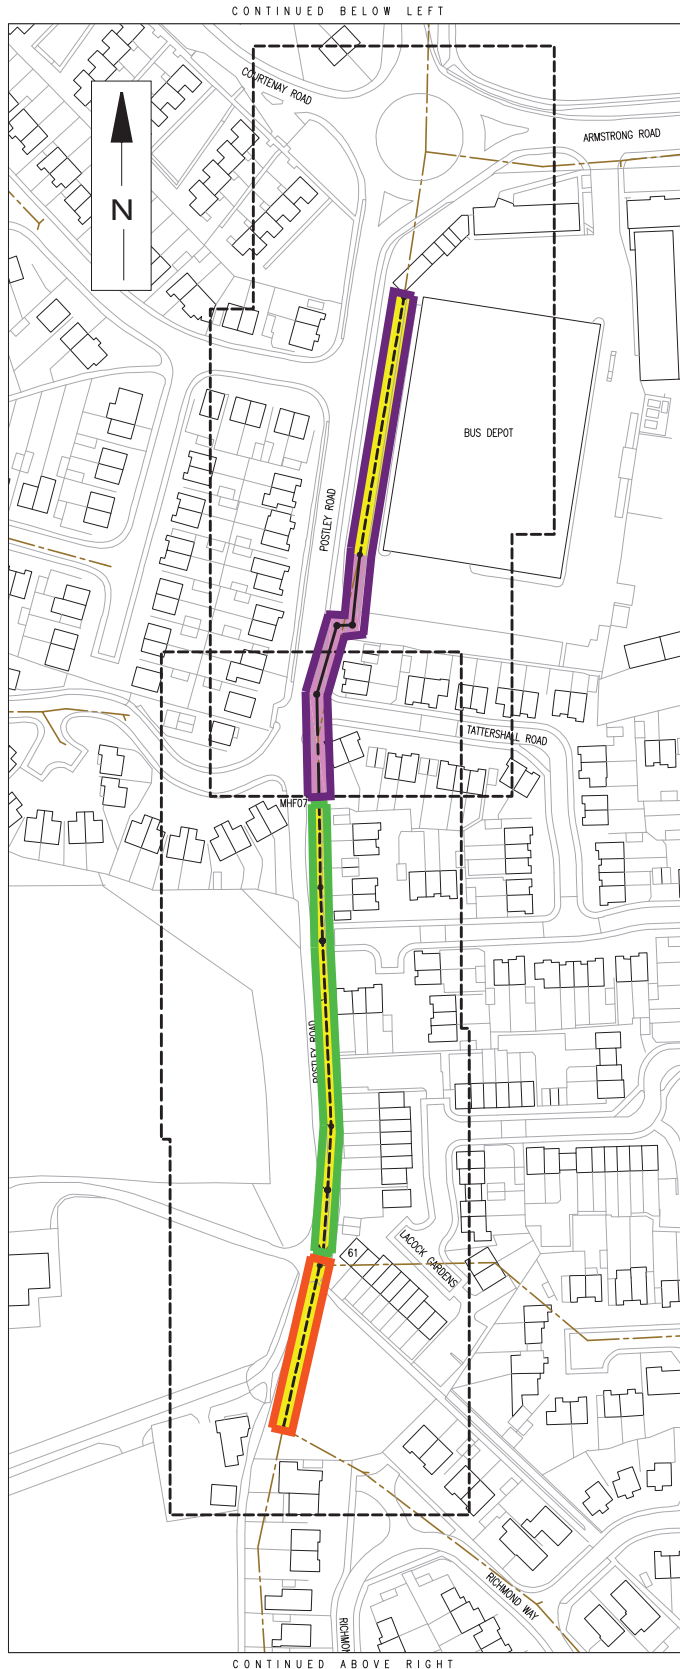 CONTINUED BELOW LEFT
COURTENAY ROAD
ARMSTRONG ROAD
N
BUS DEPOT
POSTLEY ROAD
TATTERSHALL ROAD
MHF07
POSTLEY ROAD
61
LACOCK GARDENS
RICHMOND WAY
CONTINUED ABOVE RIGHT